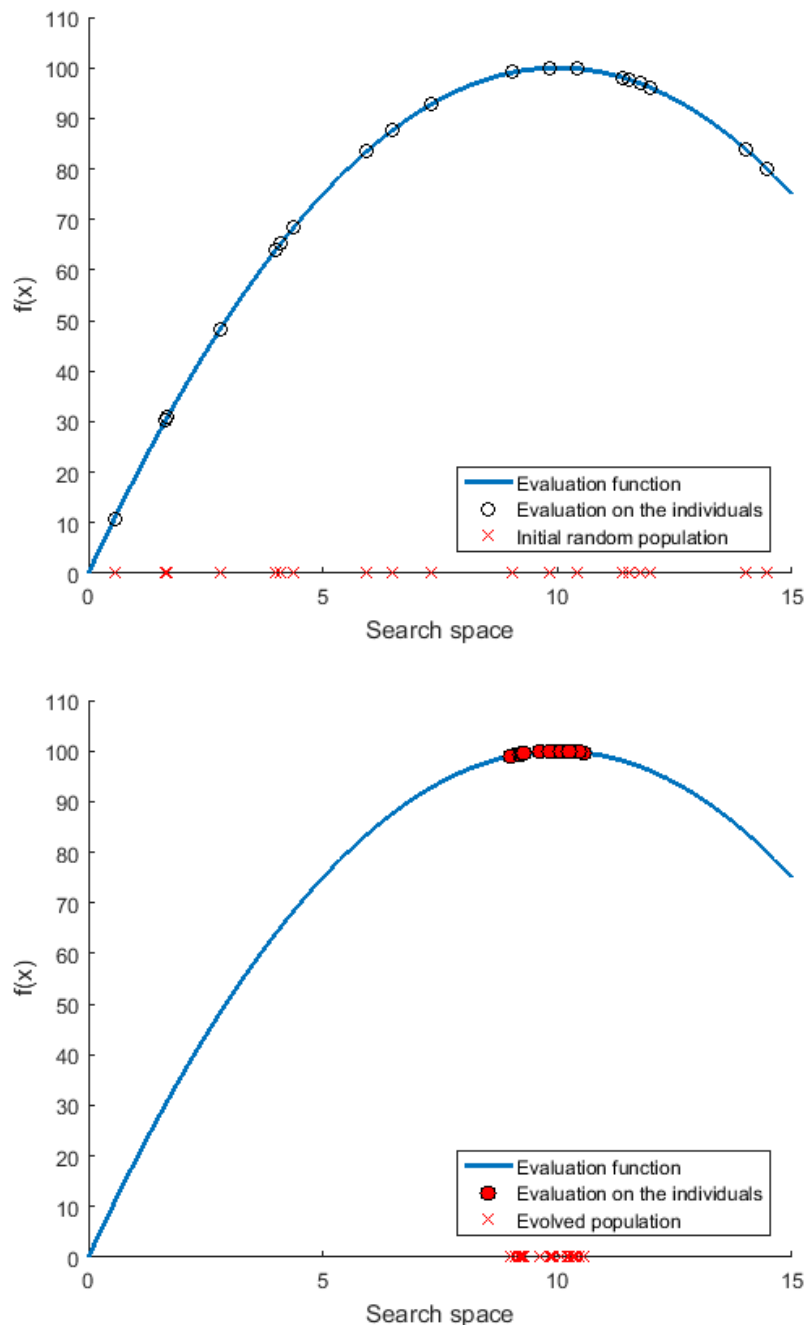 110
100
90
80
70
60
50
40
30
20
10
0
f(x)
Evaluation function
Evaluation on the individuals
Initial random population
0 5 10 15
Search space
110
100
90
80
70
60
50
40
30
20
10
0
f(x)
Evaluation function
Evaluation on the individuals
Evolved population
0 5 10 15
Search space